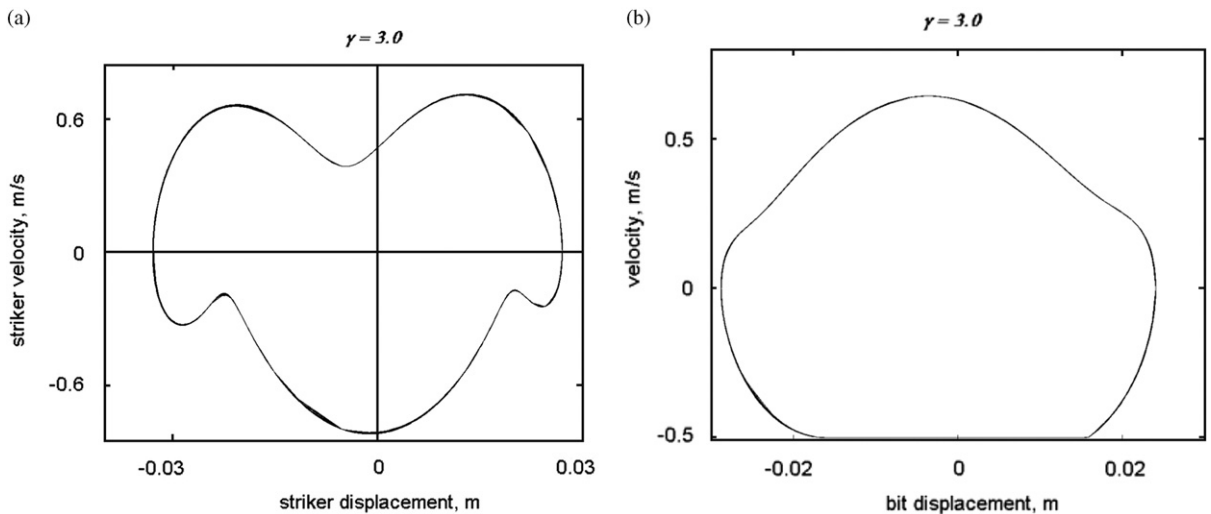 (a)
γ = 3.0
striker velocity, m/s
0.6
0
-0.6
-0.03
0
0.03
striker displacement, m
(b)
γ = 3.0
velocity, m/s
0.5
0
-0.5
-0.02
0
0.02
bit displacement, m